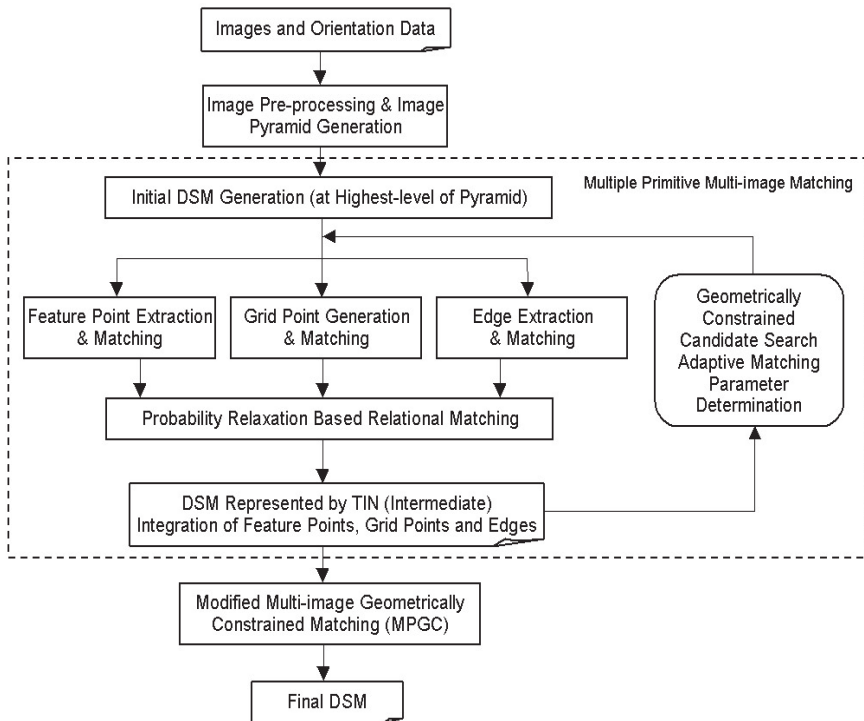 Images and Orientation Data
Image Pre-processing & Image
Pyramid Generation
Multiple Primitive Multi-image Matching
Initial DSM Generation (at Highest-level of Pyramid)
Feature Point Extraction
& Matching
Grid Point Generation
& Matching
Edge Extraction
& Matching
Geometrically
Constrained
Candidate Search
Adaptive Matching
Parameter
Determination
Probability Relaxation Based Relational Matching
DSM Represented by TIN (Intermediate)
Integration of Feature Points, Grid Points and Edges
Modified Multi-image Geometrically
Constrained Matching (MPGC)
Final DSM